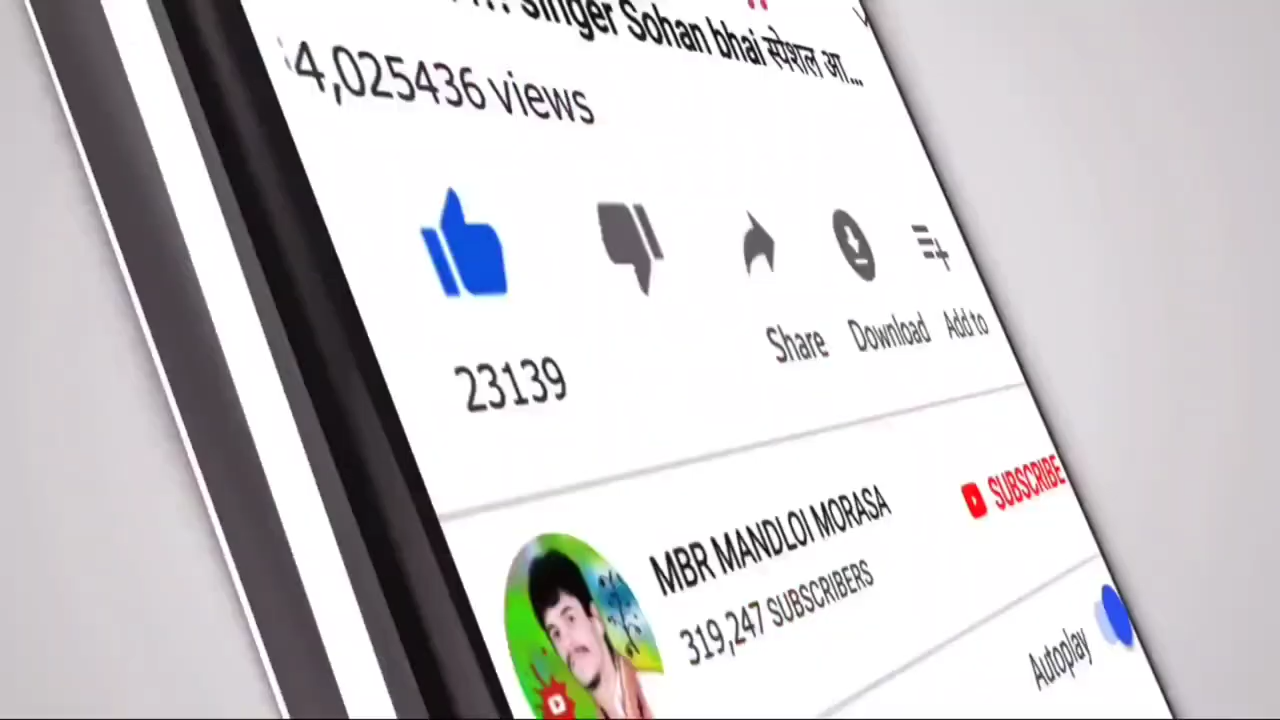 singer Sohan bhai स्पेशल आ...
4,025436 views
23139
Share Download Add to
MBR MANDLOI MORASA
SUBSCRIBE
319,247 SUBSCRIBERS
Autoplay